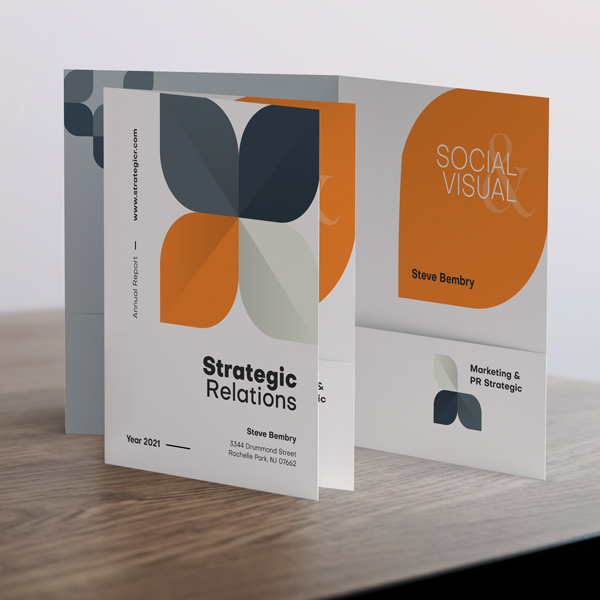 www.strategicr.com
Annual Report —
Strategic
Relations
Year 2021 —
Steve Bembry
3344 Drummond Street
Rochelle Park, NJ 07662
&
&
ic
SOCIAL
&
VISUAL
Steve Bembry
Marketing &
PR Strategic